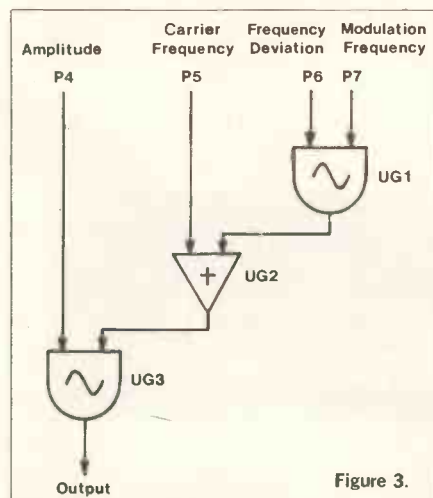 Amplitude
Carrier
Frequency
Frequency
Deviation
Modulation
Frequency
P4
P5
P6
P7
UG1
+
UG2
UG3
Output
Figure 3.